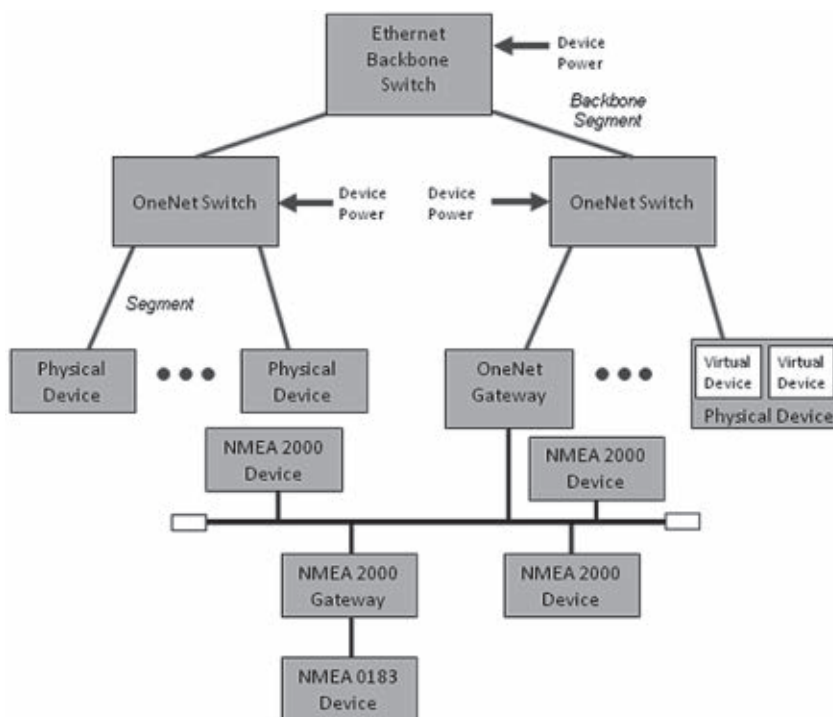 Ethernet
Backbone
Switch
Device
Power
Backbone
Segment
OneNet Switch
Device
Power
Device
Power
OneNet Switch
Segment
Physical
Device
Physical
Device
OneNet
Gateway
Virtual
Device
Virtual
Device
Physical Device
NMEA 2000
Device
NMEA 2000
Device
NMEA 2000
Gateway
NMEA 2000
Device
NMEA 0183
Device